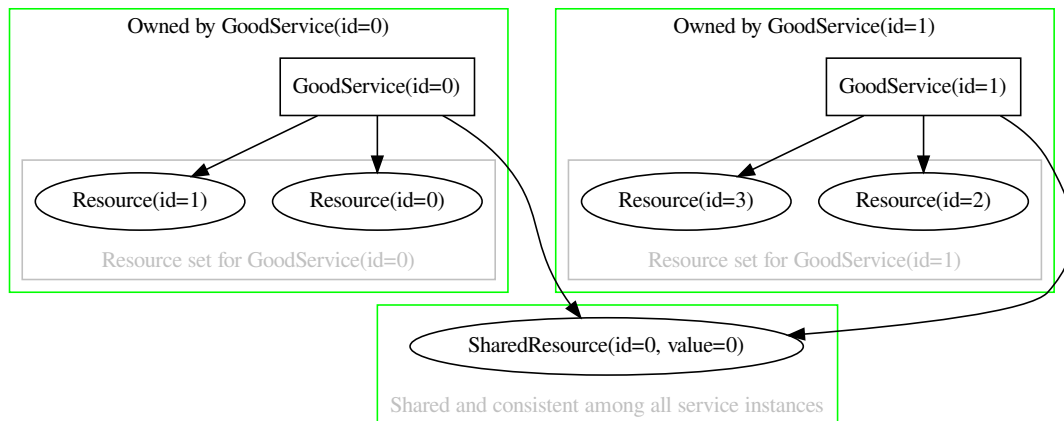 Owned by GoodService(id=0)
Owned by GoodService(id=1)
GoodService(id=0)
GoodService(id=1)
Resource(id=1)
Resource(id=0)
Resource(id=3)
Resource(id=2)
Resource set for GoodService(id=0)
Resource set for GoodService(id=1)
SharedResource(id=0, value=0)
Shared and consistent among all service instances